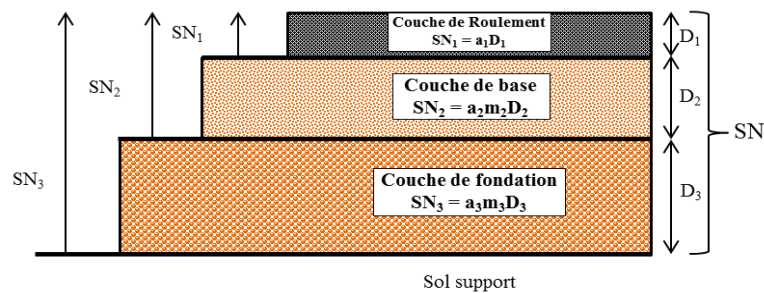 Couche de Roulement
SN₁ = a₁D₁
SN₁
D₁
Couche de base
SN₂ = a₂m₂D₂
SN₂
D₂
SN
Couche de fondation
SN₃ = a₃m₃D₃
SN₃
D₃
Sol support